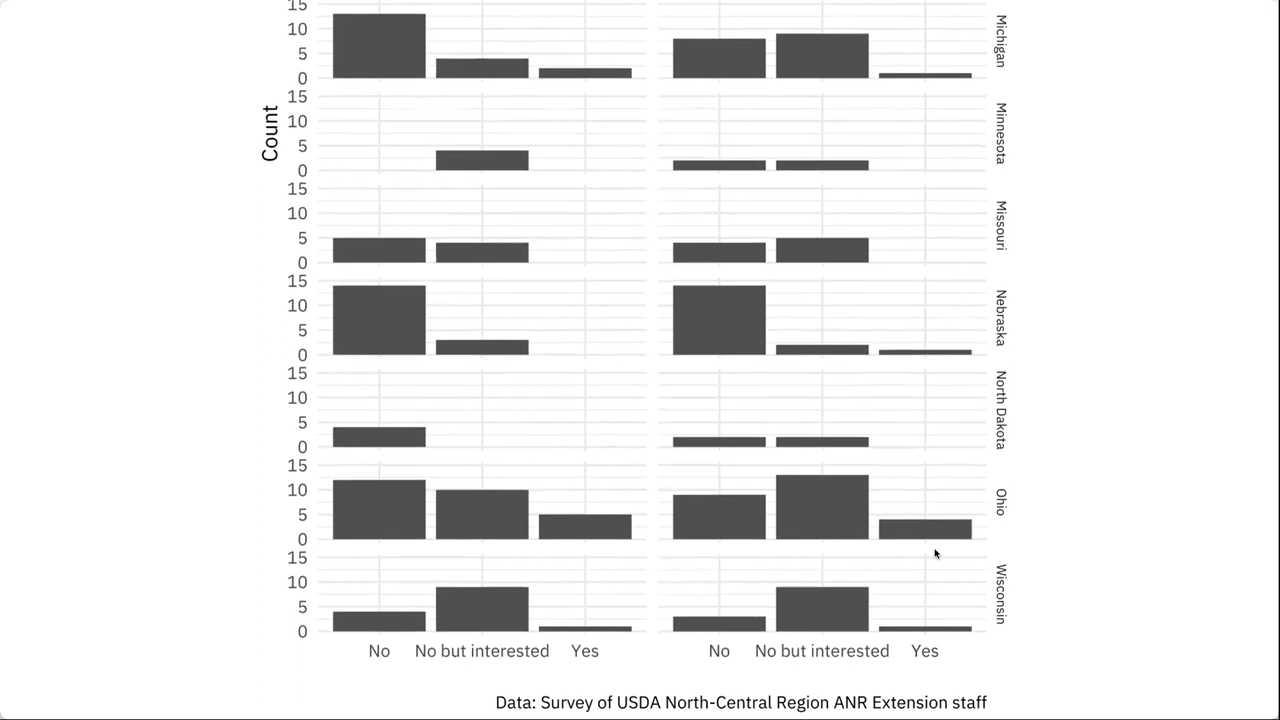 15
10
5
0
Michigan
Count
15
10
5
0
Minnesota
15
10
5
0
Missouri
15
10
5
0
Nebraska
15
10
5
0
North Dakota
15
10
5
0
Ohio
15
10
5
0
Wisconsin
No No but interested Yes No No but interested Yes
Data: Survey of USDA North-Central Region ANR Extension staff